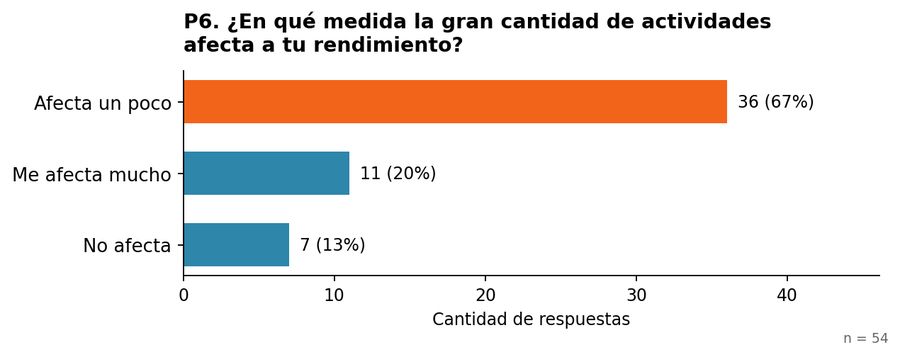 P6. ¿En qué medida la gran cantidad de actividades
afecta a tu rendimiento?
Afecta un poco
36 (67%)
Me afecta mucho
11 (20%)
No afecta
7 (13%)
0
10
20
30
40
Cantidad de respuestas
n = 54